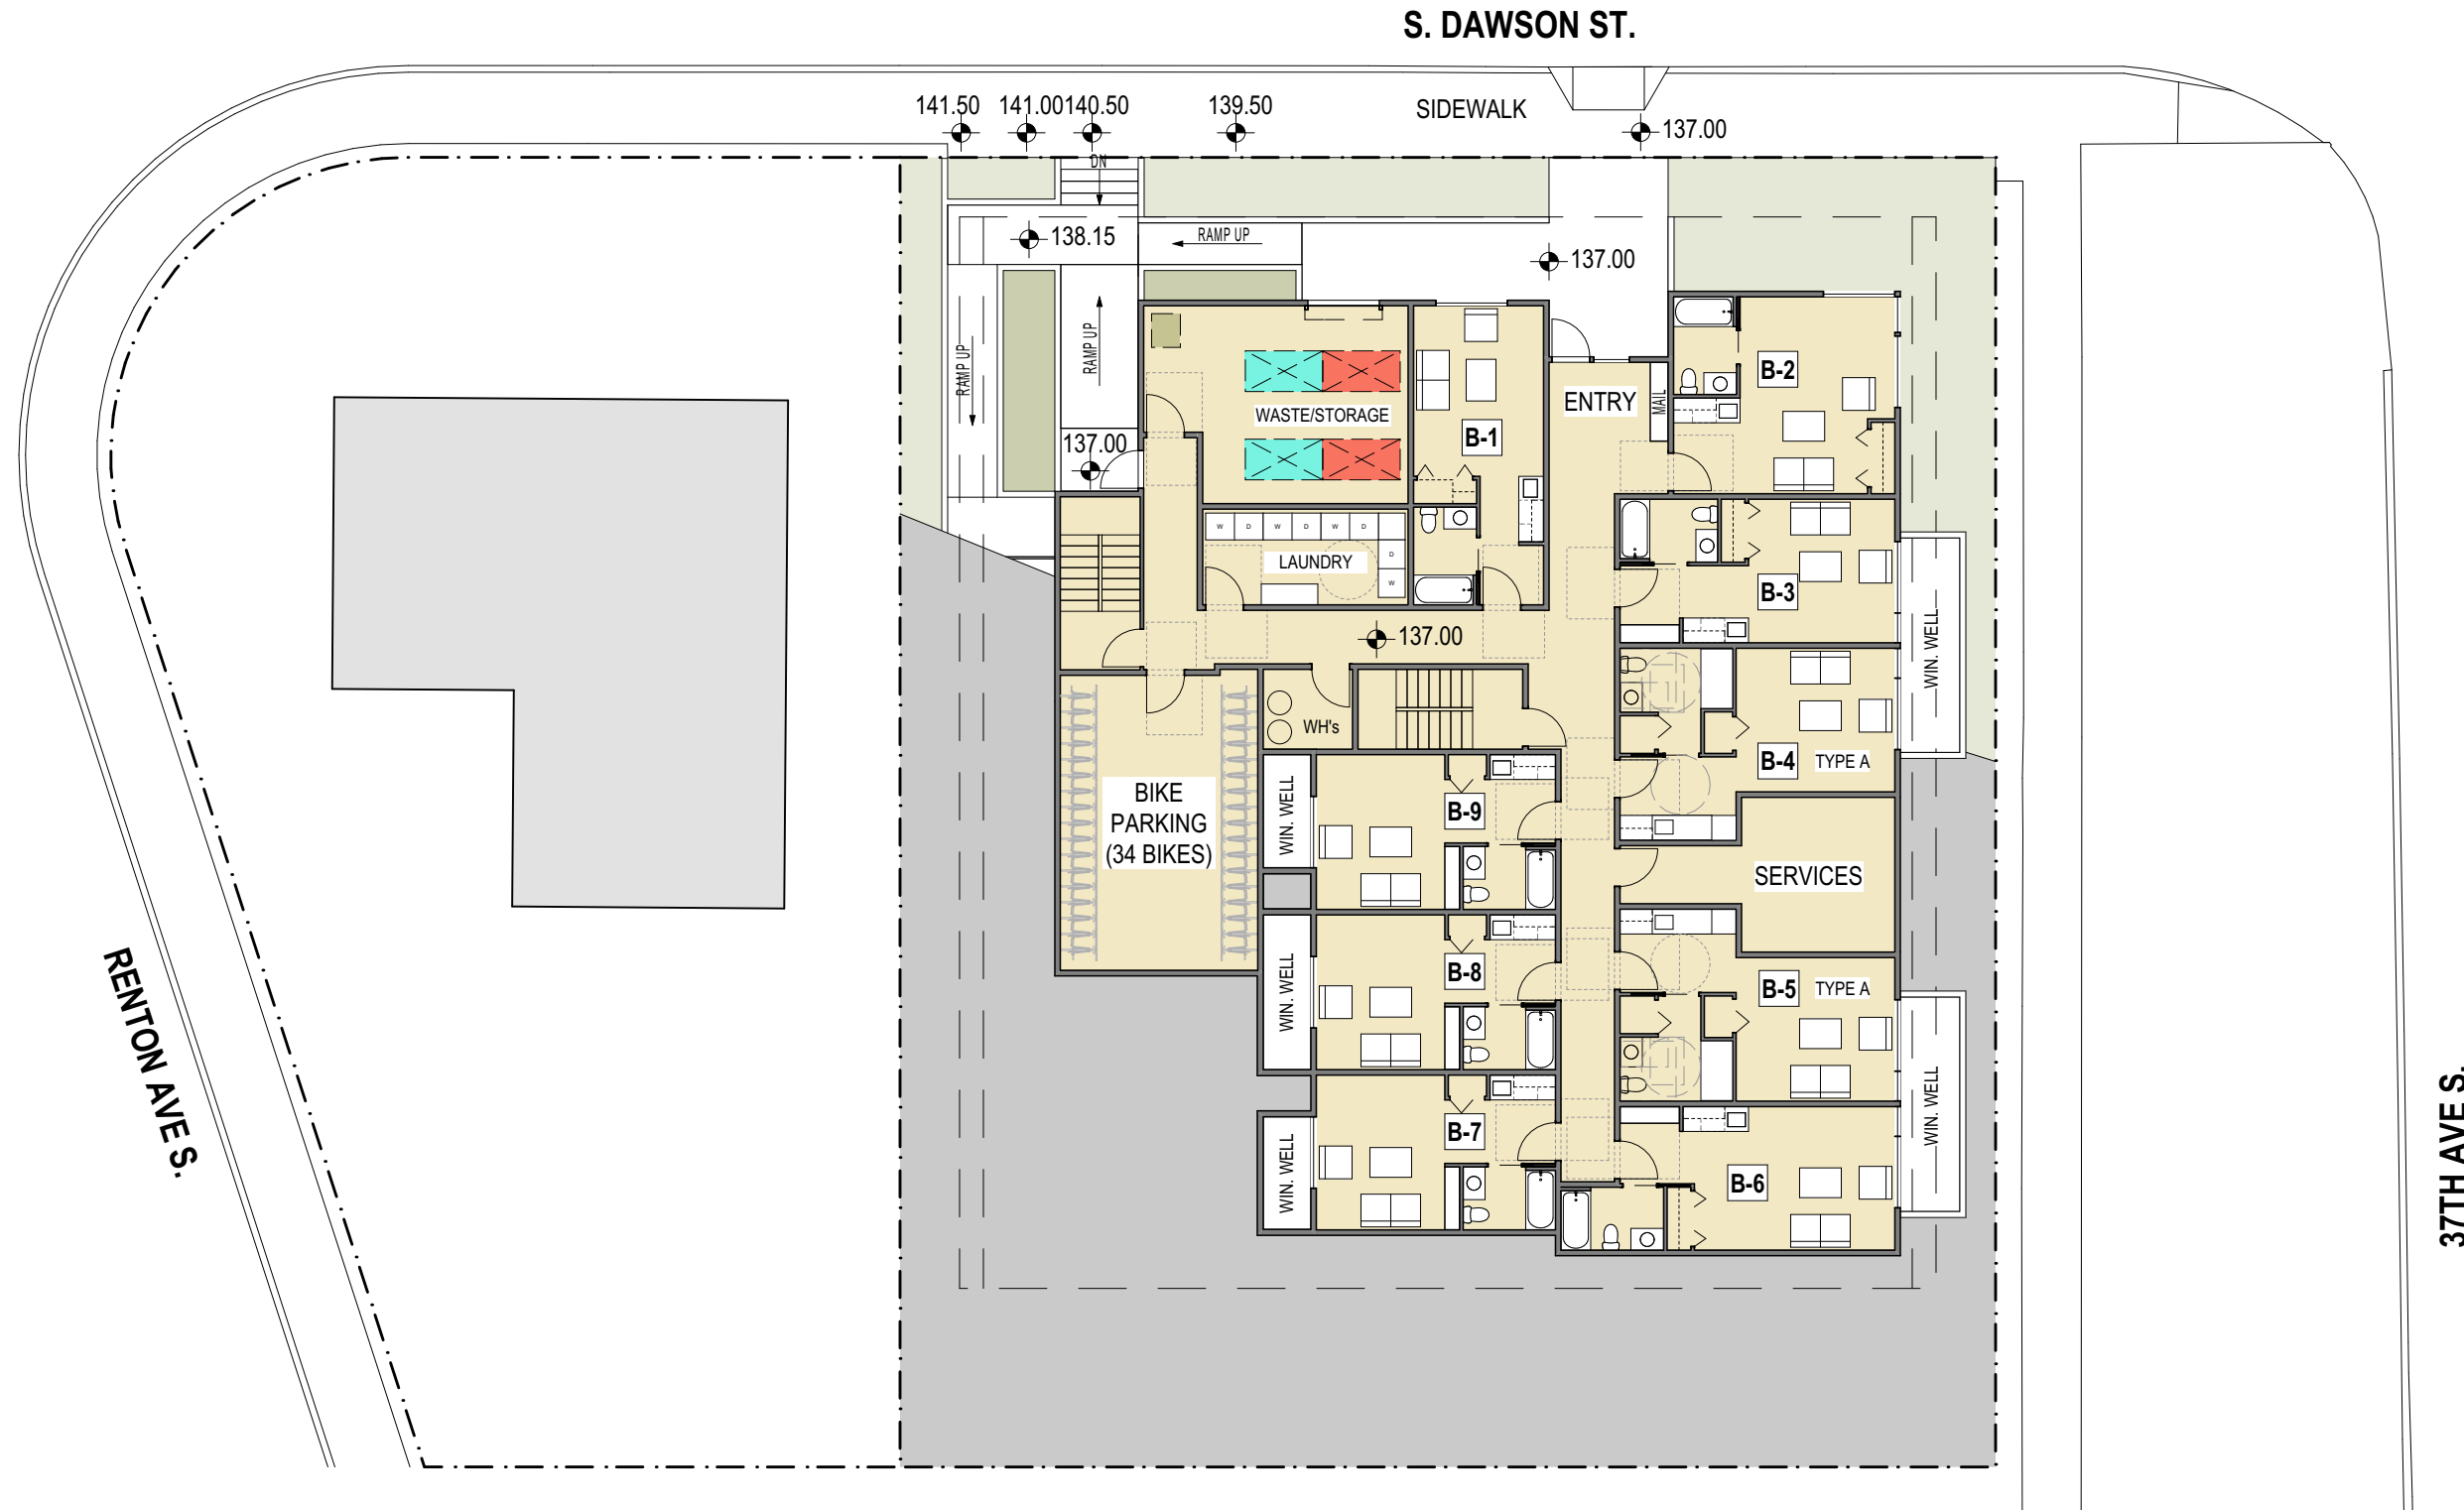 S. DAWSON ST.
141.50
141.00
140.50
139.50
SIDEWALK
137.00
DN
138.15
RAMP UP
137.00
RAMP UP
RAMP UP
137.00
WASTE/STORAGE
B-1
ENTRY
MAIL
B-2
W D W D W D
D
W
LAUNDRY
B-3
WIN. WELL
137.00
WH's
B-4 TYPE A
BIKE
PARKING
(34 BIKES)
WIN. WELL
B-9
SERVICES
WIN. WELL
B-8
B-5 TYPE A
WIN. WELL
B-7
WIN. WELL
B-6
RENTON AVE S.
37TH AVE S.